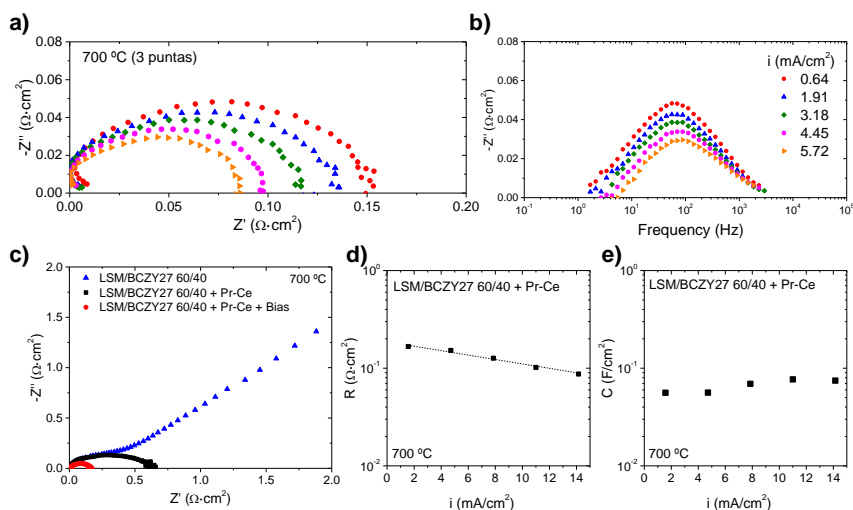 a)
700 ºC (3 puntas)
0.08
0.06
0.04
0.02
0.00
-Z'' (Ω·cm²)
0.00 0.05 0.10 0.15 0.20
Z' (Ω·cm²)
b)
i (mA/cm²)
0.64
1.91
3.18
4.45
5.72
0.08
0.06
0.04
0.02
0.00
-Z'' (Ω·cm²)
10⁻¹ 10⁰ 10¹ 10² 10³ 10⁴ 10⁵
Frequency (Hz)
c)
LSM/BCZY27 60/40
700 ºC
LSM/BCZY27 60/40 + Pr-Ce
LSM/BCZY27 60/40 + Pr-Ce + Bias
2.0
1.5
1.0
0.5
0.0
-Z'' (Ω·cm²)
0.0 0.5 1.0 1.5 2.0
Z' (Ω·cm²)
d)
LSM/BCZY27 60/40 + Pr-Ce
10⁰
10⁻¹
10⁻²
R (Ω·cm²)
700 ºC
0 2 4 6 8 10 12 14
i (mA/cm²)
e)
LSM/BCZY27 60/40 + Pr-Ce
10⁰
10⁻¹
10⁻²
C (F/cm²)
700 ºC
0 2 4 6 8 10 12 14
i (mA/cm²)